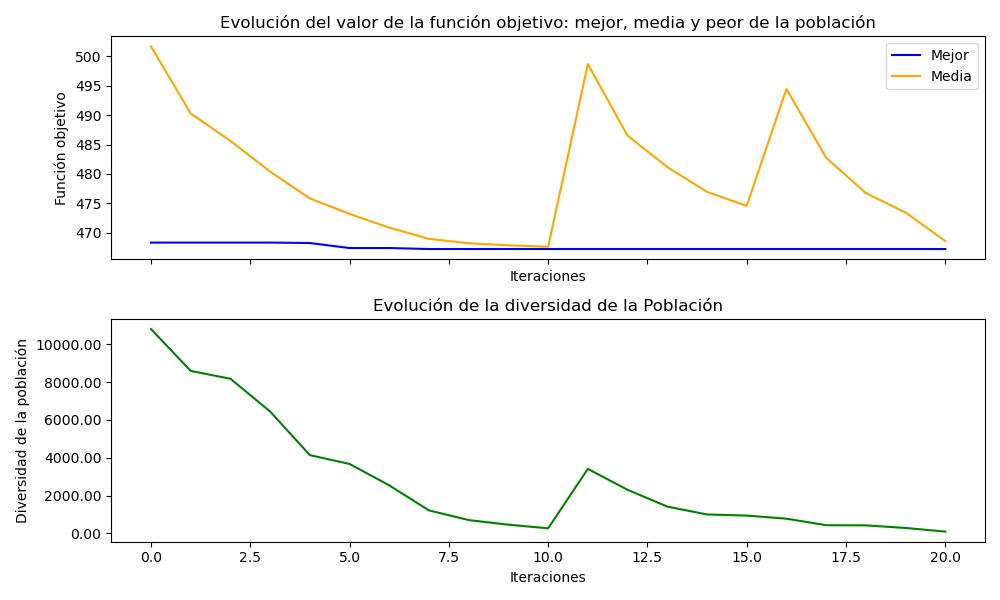 Evolución del valor de la función objetivo: mejor, media y peor de la población
Función objetivo
500
495
490
485
480
475
470
Mejor
Media
Iteraciones
Evolución de la diversidad de la Población
Diversidad de la población
10000.00
8000.00
6000.00
4000.00
2000.00
0.00
0.0 2.5 5.0 7.5 10.0 12.5 15.0 17.5 20.0
Iteraciones